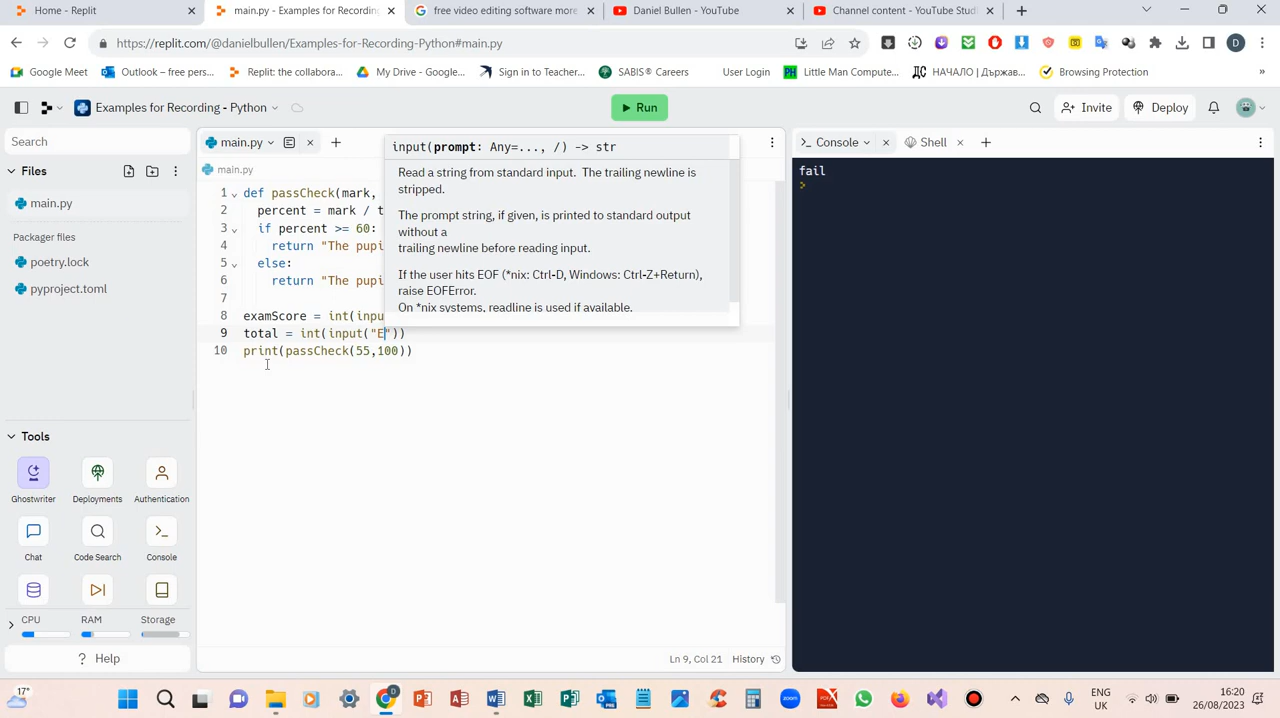 Home - Replit
main.py - Examples for Recording
free video editing software more
Daniel Bullen - YouTube
Channel content - YouTube Studi
https://replit.com/@danielbullen/Examples-for-Recording-Python#main.py
D
Google Meet
Outlook – free pers...
Replit: the collabora...
My Drive - Google...
Sign in to Teacher...
SABIS® Careers
User Login
PH Little Man Compute...
ДС НАЧАЛО | Държав...
Browsing Protection
»
Examples for Recording - Python
Run
Invite
Deploy
Search
main.py
Console
Shell
Files
main.py
Packager files
poetry.lock
pyproject.toml
main.py
1 def passCheck(mark,
2 percent = mark / t
3 if percent >= 60:
4 return "The pupi
5 else:
6 return "The pupi
7
8 examScore = int(inpu
9 total = int(input("E"))
10 print(passCheck(55,100))
input(prompt: Any=..., /) -> str
Read a string from standard input. The trailing newline is
stripped.
The prompt string, if given, is printed to standard output
without a
trailing newline before reading input.
If the user hits EOF (*nix: Ctrl-D, Windows: Ctrl-Z+Return),
raise EOFError.
On *nix systems, readline is used if available.
fail
Tools
Ghostwriter
Deployments
Authentication
Chat
Code Search
Console
CPU
RAM
Storage
? Help
Ln 9, Col 21
History
17°
ENG
UK
16:20
26/08/2023